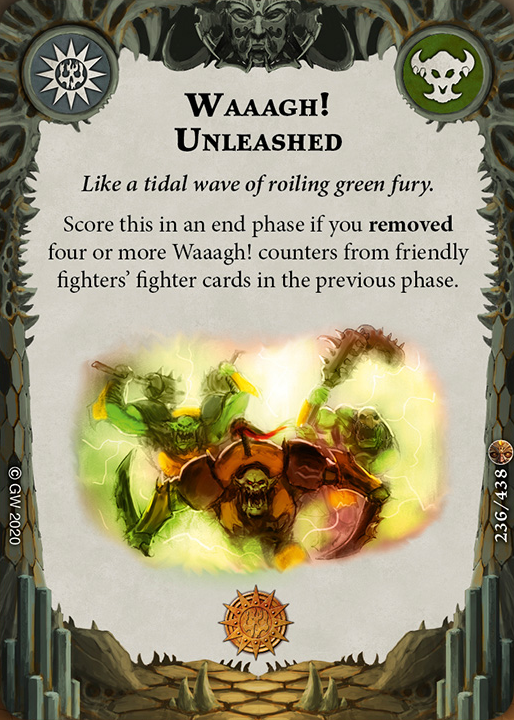 Waaagh!
Unleashed
Like a tidal wave of roiling green fury.
Score this in an end phase if you removed
four or more Waaagh! counters from friendly
fighters’ fighter cards in the previous phase.
© GW 2020
236/438